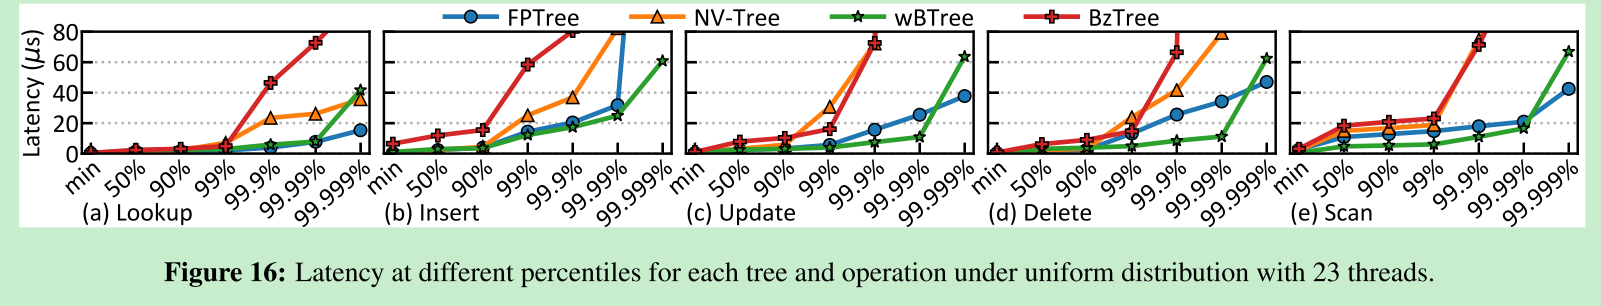 FPTree NV-Tree wBTree BzTree
Latency (μs)
80
60
40
20
0
min 50% 90% 99% 99.9% 99.99% 99.999%
min 50% 90% 99% 99.9% 99.99% 99.999%
min 50% 90% 99% 99.9% 99.99% 99.999%
min 50% 90% 99% 99.9% 99.99% 99.999%
min 50% 90% 99% 99.9% 99.99% 99.999%
(a) Lookup (b) Insert (c) Update (d) Delete (e) Scan
Figure 16: Latency at different percentiles for each tree and operation under uniform distribution with 23 threads.